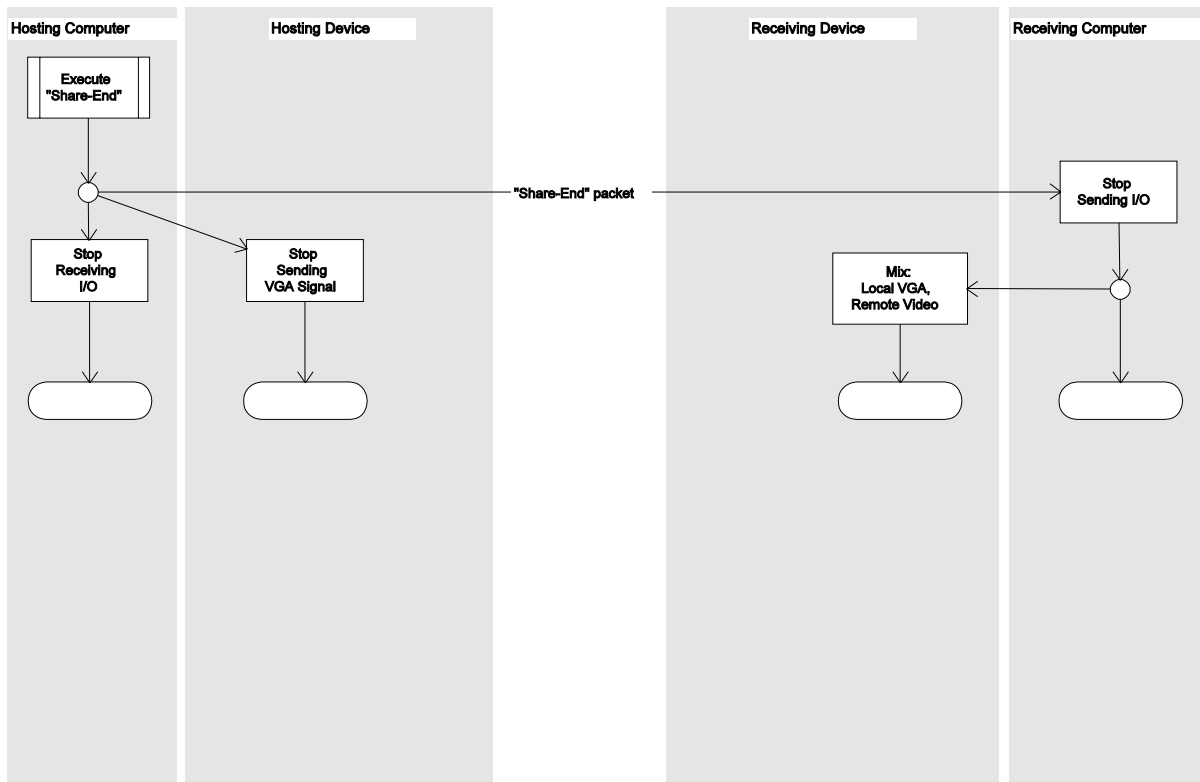 Hosting Computer
Hosting Device
Receiving Device
Receiving Computer
Execute
"Share-End"
"Share-End" packet
Stop
Sending I/O
Stop
Receiving
I/O
Stop
Sending
VGA Signal
Mix:
Local VGA,
Remote Video